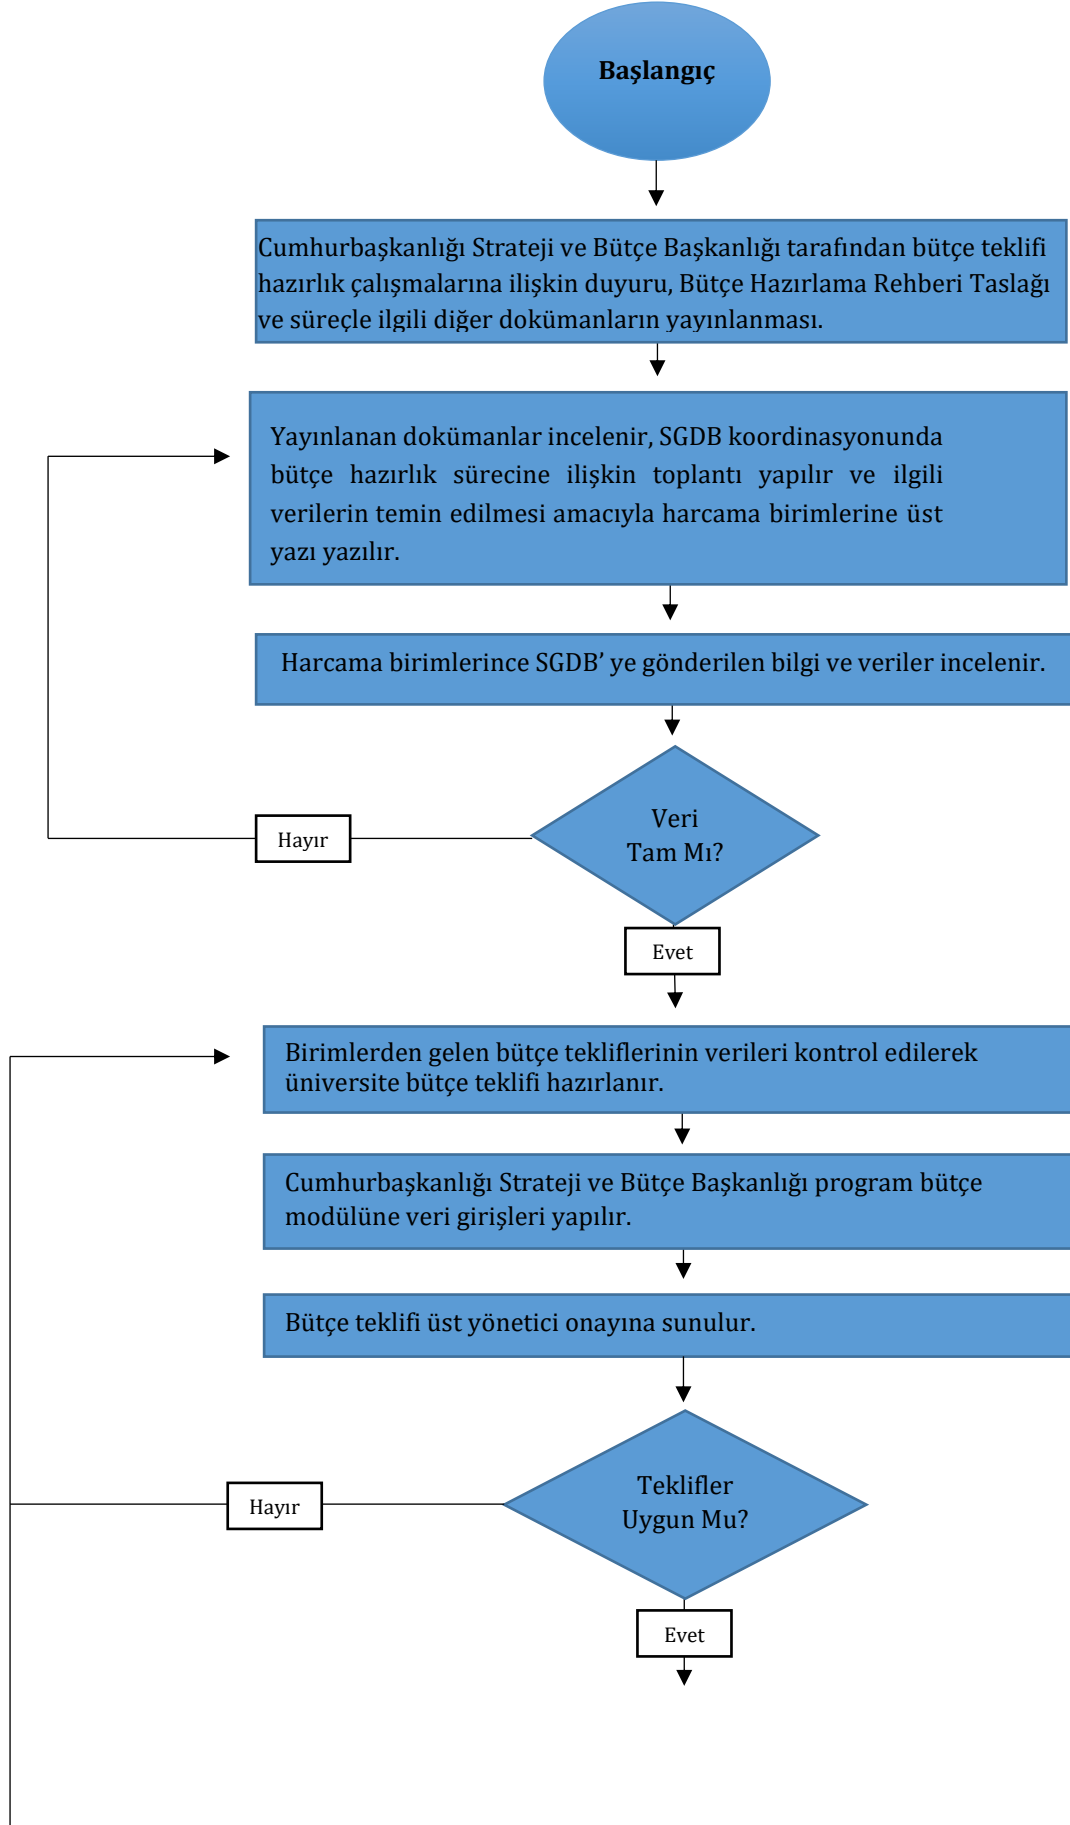 Başlangıç
Cumhurbaşkanlığı Strateji ve Bütçe Başkanlığı tarafından bütçe teklifi
hazırlık çalışmalarına ilişkin duyuru, Bütçe Hazırlama Rehberi Taslağı
ve süreçle ilgili diğer dokümanların yayınlanması.
Yayınlanan dokümanlar incelenir, SGDB koordinasyonunda
bütçe hazırlık sürecine ilişkin toplantı yapılır ve ilgili
verilerin temin edilmesi amacıyla harcama birimlerine üst
yazı yazılır.
Harcama birimlerince SGDB’ ye gönderilen bilgi ve veriler incelenir.
Veri
Tam Mı?
Hayır
Evet
Birimlerden gelen bütçe tekliflerinin verileri kontrol edilerek
üniversite bütçe teklifi hazırlanır.
Cumhurbaşkanlığı Strateji ve Bütçe Başkanlığı program bütçe
modülüne veri girişleri yapılır.
Bütçe teklifi üst yönetici onayına sunulur.
Teklifler
Uygun Mu?
Hayır
Evet